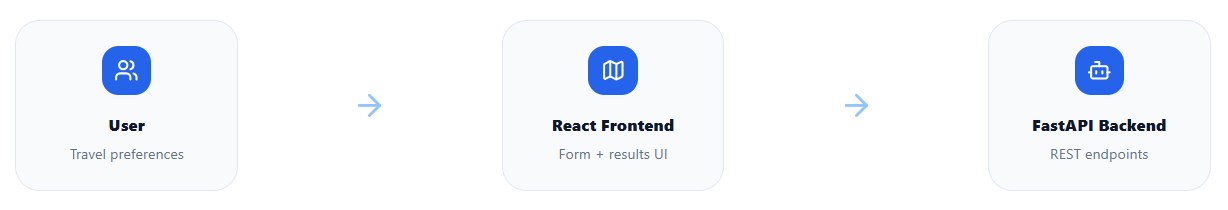 User
Travel preferences
React Frontend
Form + results UI
FastAPI Backend
REST endpoints